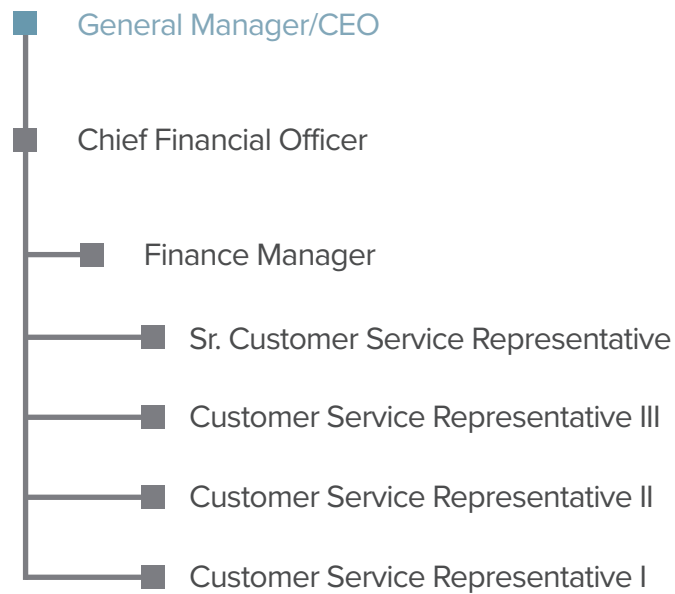 General Manager/CEO
Chief Financial Officer
Finance Manager
Sr. Customer Service Representative
Customer Service Representative III
Customer Service Representative II
Customer Service Representative I